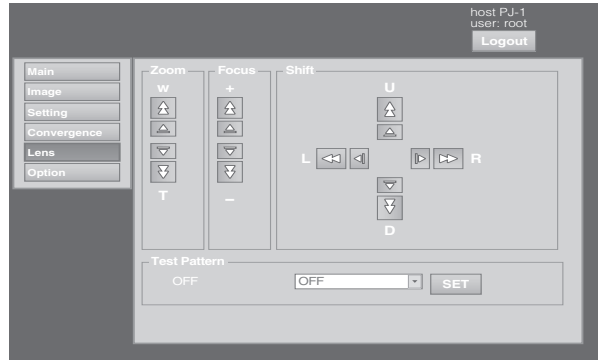 host PJ-1
user: root
Logout
Main
Image
Setting
Convergence
Lens
Option
Zoom
W
T
Focus
+
–
Shift
U
L
R
D
Test Pattern
OFF
OFF
SET